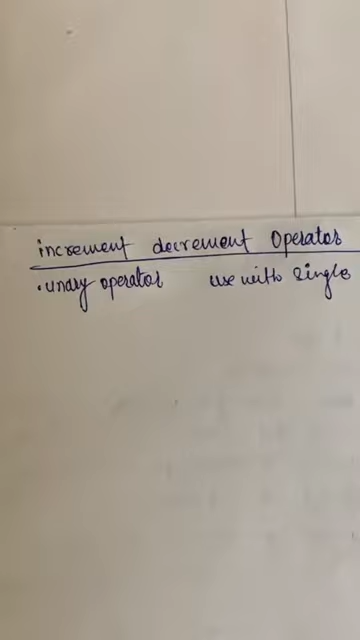 increment decrement Operator
. unary operator use with single